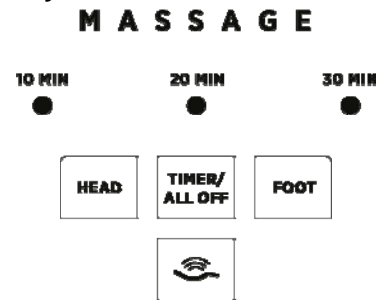 MASSAGE
10 MIN 20 MIN 30 MIN
HEAD
TIMER/
ALL OFF
FOOT